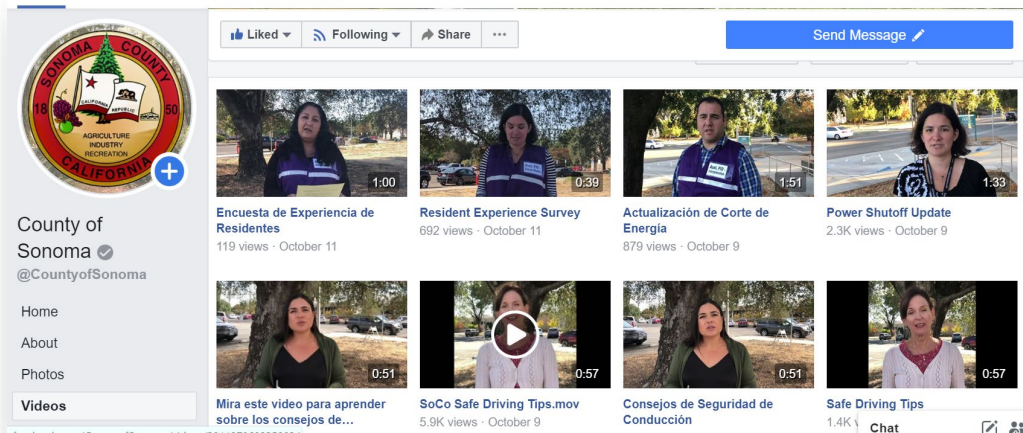 SONOMA COUNTY
CALIFORNIA REPUBLIC
18 50
AGRICULTURE
INDUSTRY
RECREATION
CALIFORNIA
County of
Sonoma
@CountyofSonoma
Home
About
Photos
Videos
Liked
Following
Share
Send Message
1:00
0:39
1:51
1:33
Encuesta de Experiencia de
Residentes
119 views · October 11
Resident Experience Survey
692 views · October 11
Actualización de Corte de
Energía
879 views · October 9
Power Shutoff Update
2.3K views · October 9
0:51
0:57
0:51
0:57
Mira este video para aprender
sobre los consejos de…
SoCo Safe Driving Tips.mov
5.9K views · October 9
Consejos de Seguridad de
Conducción
Safe Driving Tips
1.4K
Chat